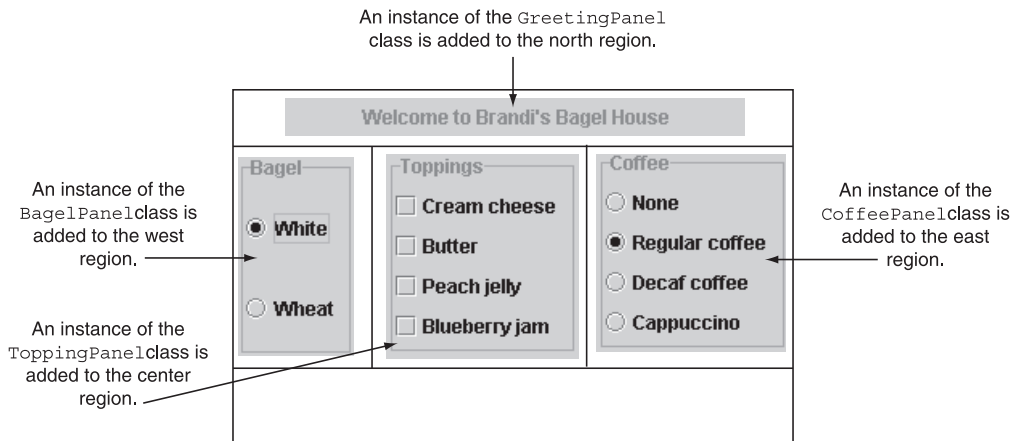 An instance of the GreetingPanel
class is added to the north region.
Welcome to Brandi's Bagel House
An instance of the
BagelPanelclass is
added to the west
region.
Bagel
White
Wheat
Toppings
Cream cheese
Butter
Peach jelly
Blueberry jam
Coffee
None
Regular coffee
Decaf coffee
Cappuccino
An instance of the
CoffeePanelclass is
added to the east
region.
An instance of the
ToppingPanelclass is
added to the center
region.